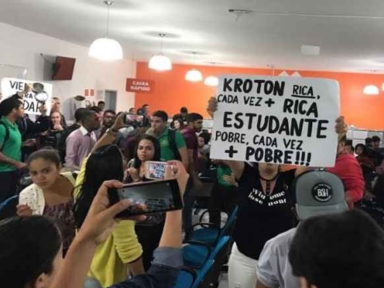 CAIXA
RÁPIDO
KROTON RICA,
CADA VEZ + RICA
ESTUDANTE
POBRE, CADA VEZ
+ POBRE!!!